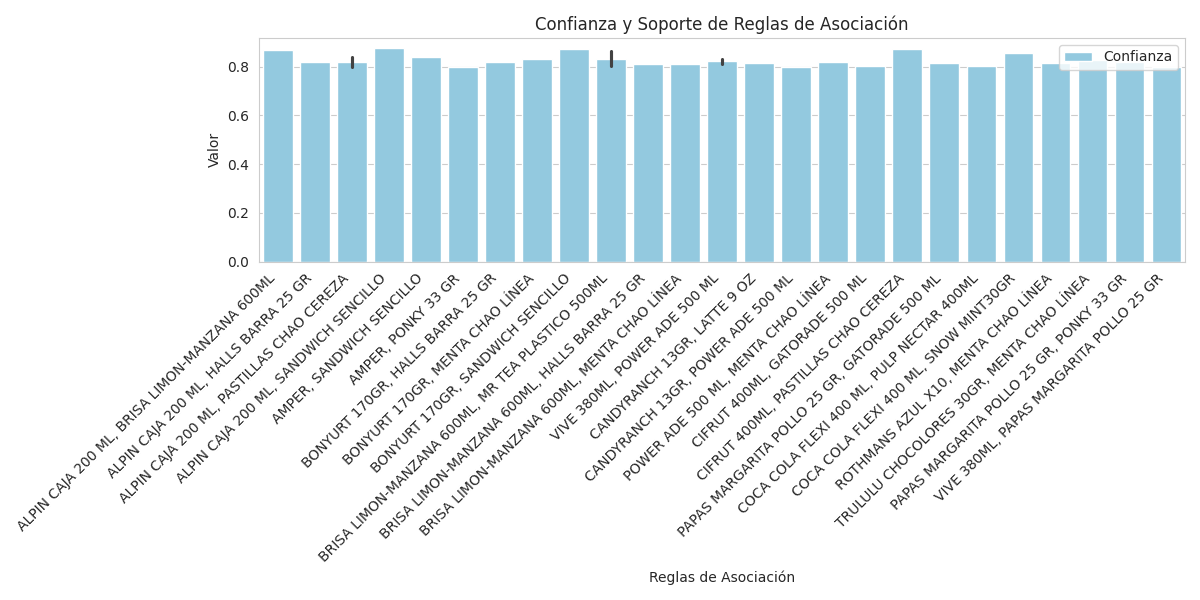 Confianza y Soporte de Reglas de Asociación
Confianza
Valor
0.8
0.6
0.4
0.2
0.0
ALPIN CAJA 200 ML, BRISA LIMON-MANZANA 600ML
ALPIN CAJA 200 ML, HALLS BARRA 25 GR
ALPIN CAJA 200 ML, PASTILLAS CHAO CEREZA
ALPIN CAJA 200 ML, SANDWICH SENCILLO
AMPER, SANDWICH SENCILLO
AMPER, PONKY 33 GR
BONYURT 170GR, HALLS BARRA 25 GR
BONYURT 170GR, MENTA CHAO LÍNEA
BONYURT 170GR, SANDWICH SENCILLO
BRISA LIMON-MANZANA 600ML, MR TEA PLASTICO 500ML
BRISA LIMON-MANZANA 600ML, HALLS BARRA 25 GR
BRISA LIMON-MANZANA 600ML, MENTA CHAO LÍNEA
VIVE 380ML, POWER ADE 500 ML
CANDYRANCH 13GR, LATTE 9 OZ
CANDYRANCH 13GR, POWER ADE 500 ML
POWER ADE 500 ML, MENTA CHAO LÍNEA
CIFRUT 400ML, GATORADE 500 ML
CIFRUT 400ML, PASTILLAS CHAO CEREZA
PAPAS MARGARITA POLLO 25 GR, GATORADE 500 ML
COCA COLA FLEXI 400 ML, PULP NECTAR 400ML
COCA COLA FLEXI 400 ML, SNOW MINT30GR
ROTHMANS AZUL X10, MENTA CHAO LÍNEA
TRULULU CHOCOLORES 30GR, MENTA CHAO LÍNEA
PAPAS MARGARITA POLLO 25 GR, PONKY 33 GR
VIVE 380ML, PAPAS MARGARITA POLLO 25 GR
Reglas de Asociación